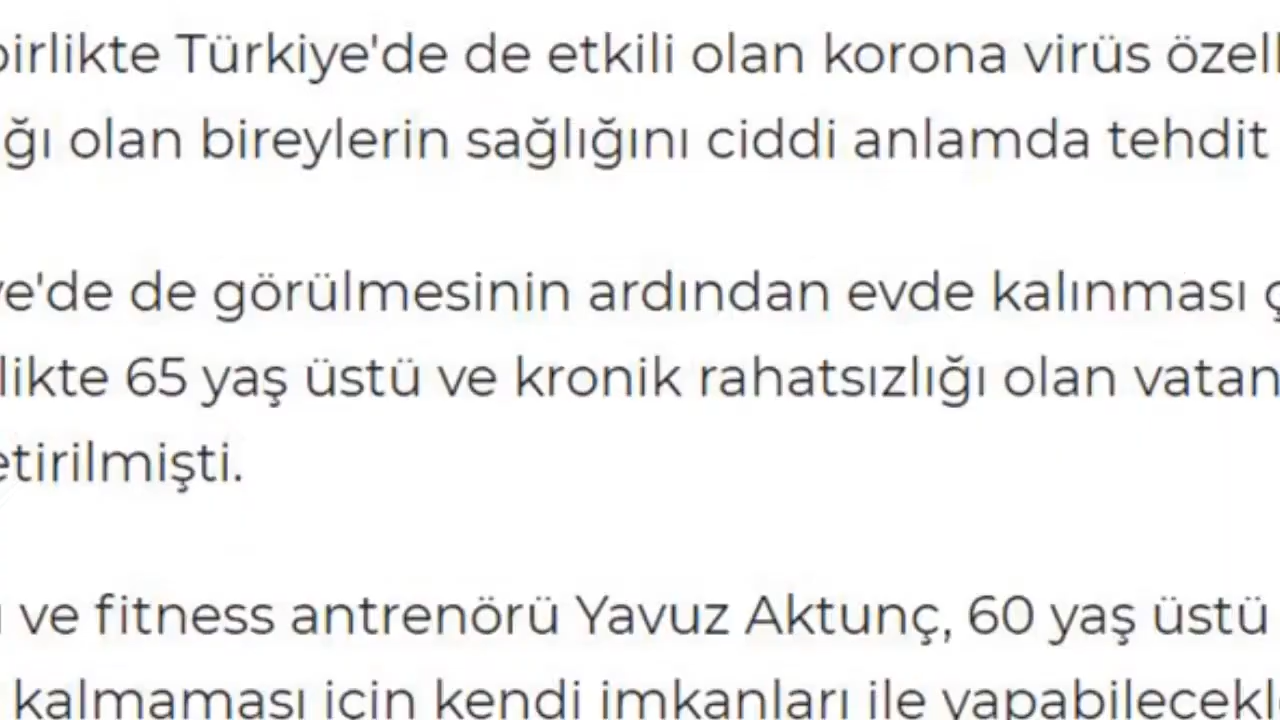 birlikte Türkiye'de de etkili olan korona virüs özell
ğı olan bireylerin sağlığını ciddi anlamda tehdit
ye'de de görülmesinin ardından evde kalınması ç
likte 65 yaş üstü ve kronik rahatsızlığı olan vatan
etirilmişti.
ve fitness antrenörü Yavuz Aktunç, 60 yaş üstü
kalmaması için kendi imkanları ile yapabilecekle